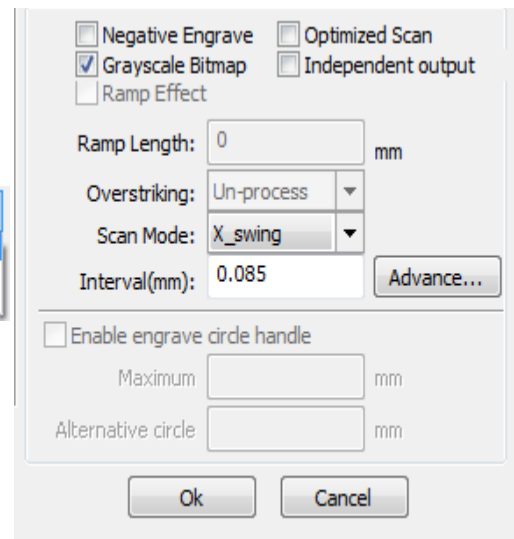 Negative Engrave Optimized Scan
Grayscale Bitmap Independent output
Ramp Effect
Ramp Length: 0 mm
Overstriking: Un-process
Scan Mode: X_swing
Interval(mm): 0.085 Advance...
Enable engrave circle handle
Maximum mm
Alternative circle mm
Ok Cancel